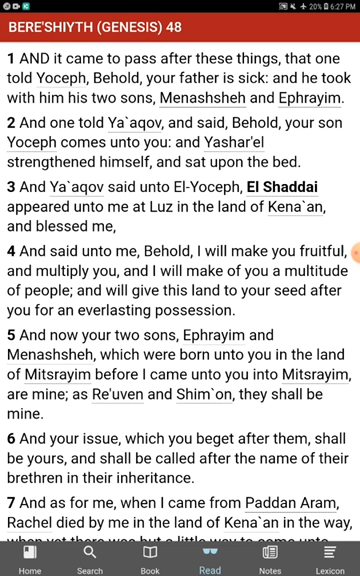 20% 6:27 PM
BERE'SHIYTH (GENESIS) 48
1 AND it came to pass after these things, that one
told Yoceph, Behold, your father is sick: and he took
with him his two sons, Menashsheh and Ephrayim.
2 And one told Ya`aqov, and said, Behold, your son
Yoceph comes unto you: and Yashar'el
strengthened himself, and sat upon the bed.
3 And Ya`aqov said unto El-Yoceph, El Shaddai
appeared unto me at Luz in the land of Kena`an,
and blessed me,
4 And said unto me, Behold, I will make you fruitful,
and multiply you, and I will make of you a multitude
of people; and will give this land to your seed after
you for an everlasting possession.
5 And now your two sons, Ephrayim and
Menashsheh, which were born unto you in the land
of Mitsrayim before I came unto you into Mitsrayim,
are mine; as Re'uven and Shim`on, they shall be
mine.
6 And your issue, which you beget after them, shall
be yours, and shall be called after the name of their
brethren in their inheritance.
7 And as for me, when I came from Paddan Aram,
Rachel died by me in the land of Kena`an in the way,
when yet there was but a little way to come unto
Home Search Book Read Notes Lexicon